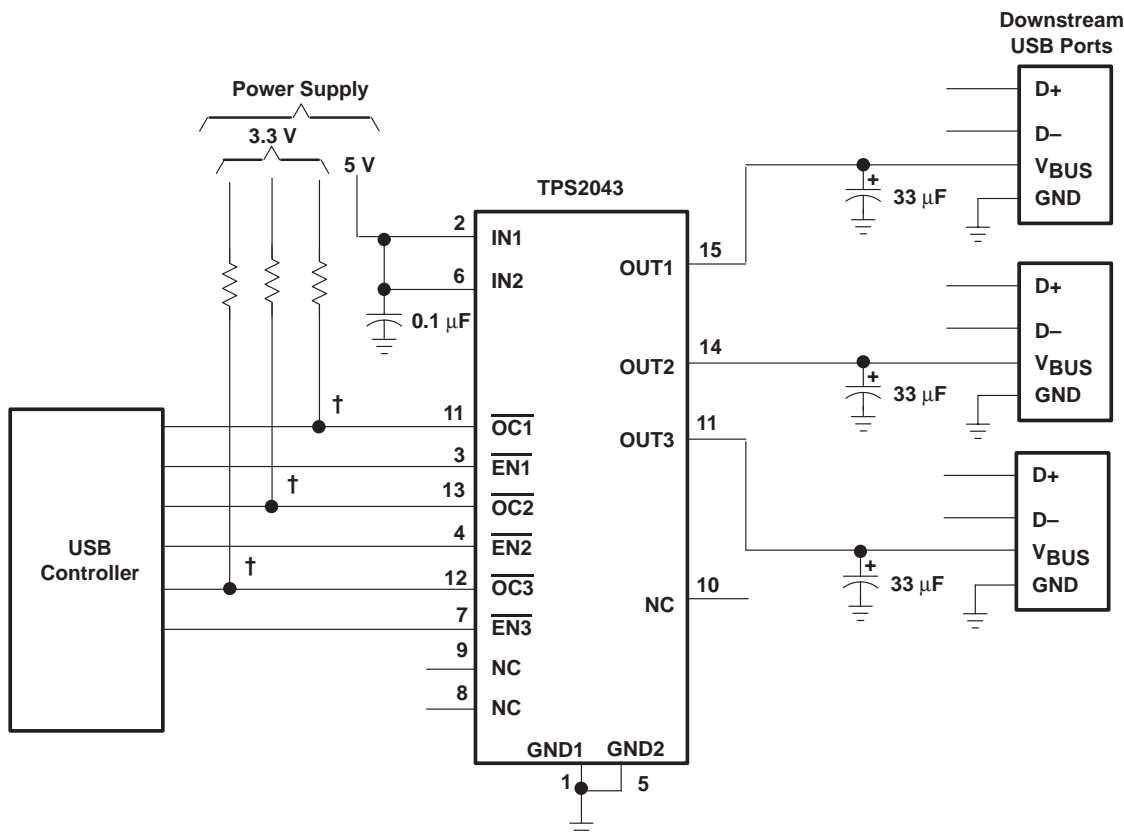 Downstream
USB Ports
Power Supply
3.3 V
5 V
TPS2043
2
IN1
6
IN2
0.1 μF
15
OUT1
14
OUT2
11
OUT3
10
NC
11
OC1
†
3
EN1
13
OC2
†
4
EN2
12
OC3
†
7
EN3
9
NC
8
NC
GND1
GND2
1
5
USB
Controller
+
33 μF
D+
D–
VBUS
GND
+
33 μF
D+
D–
VBUS
GND
+
33 μF
D+
D–
VBUS
GND